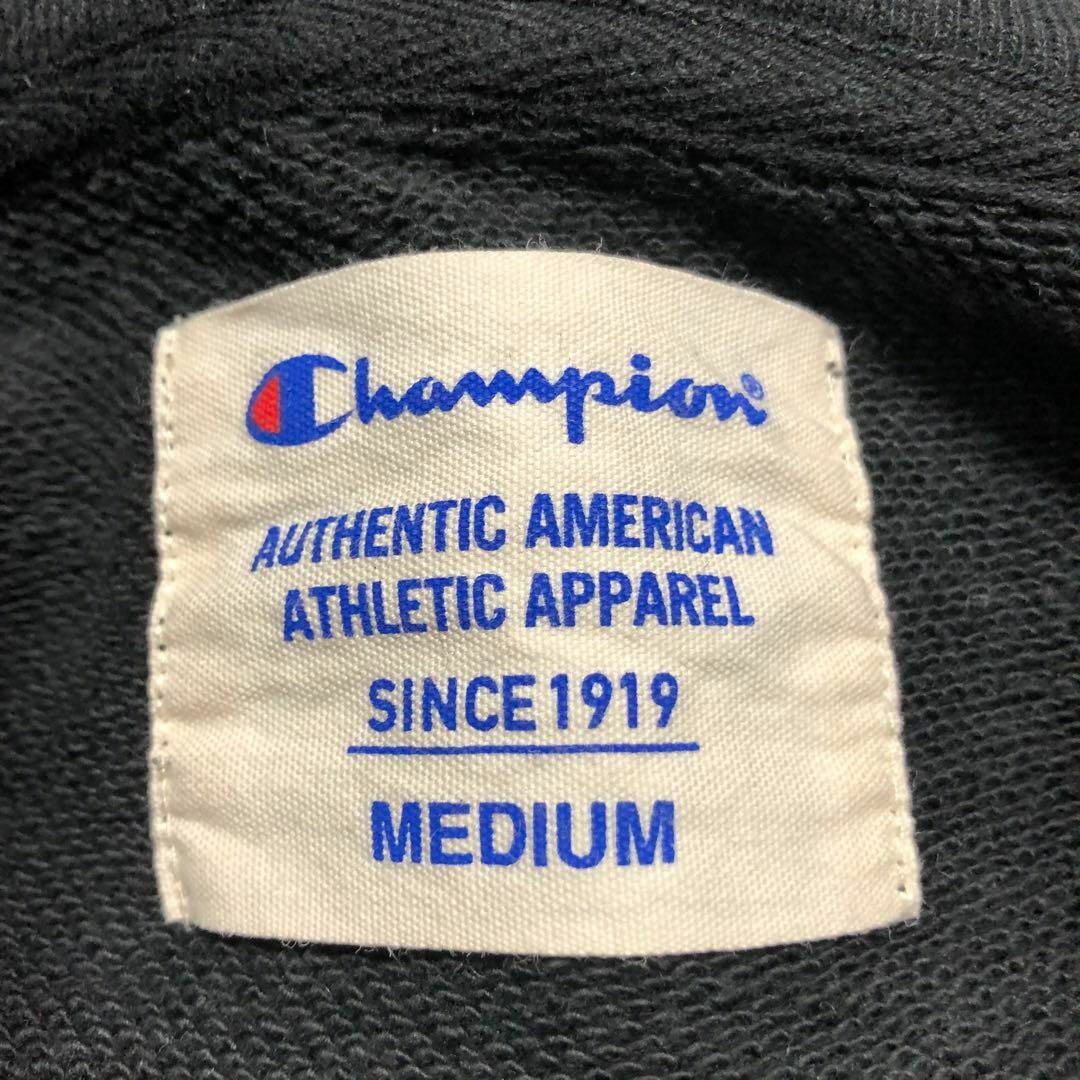 Champion®
AUTHENTIC AMERICAN
ATHLETIC APPAREL
SINCE 1919
MEDIUM